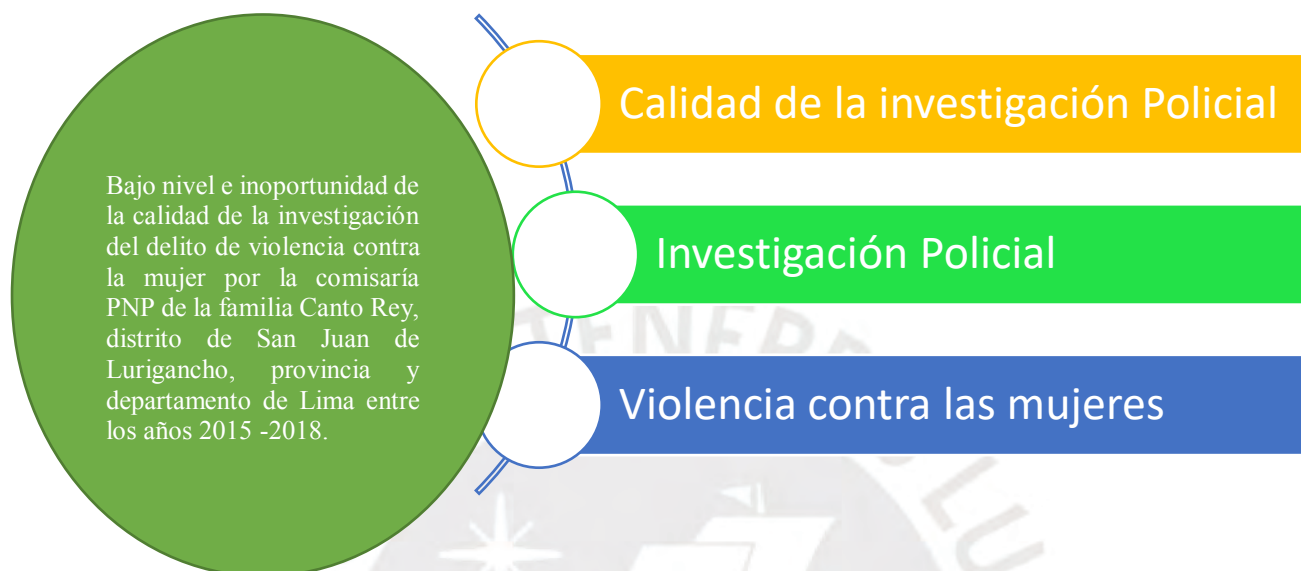 Bajo nivel e inoportunidad de
la calidad de la investigación
del delito de violencia contra
la mujer por la comisaría
PNP de la familia Canto Rey,
distrito de San Juan de
Lurigancho, provincia y
departamento de Lima entre
los años 2015 -2018.
Calidad de la investigación Policial
Investigación Policial
Violencia contra las mujeres